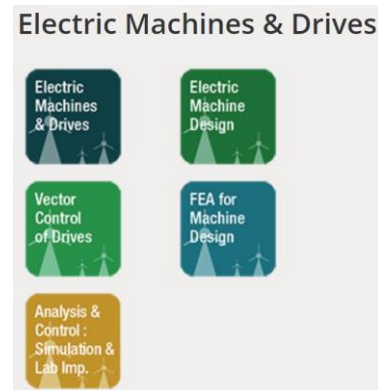 Electric Machines & Drives
Electric
Machines
& Drives
Electric
Machine
Design
Vector
Control
of Drives
FEA for
Machine
Design
Analysis &
Control :
Simulation &
Lab Imp.